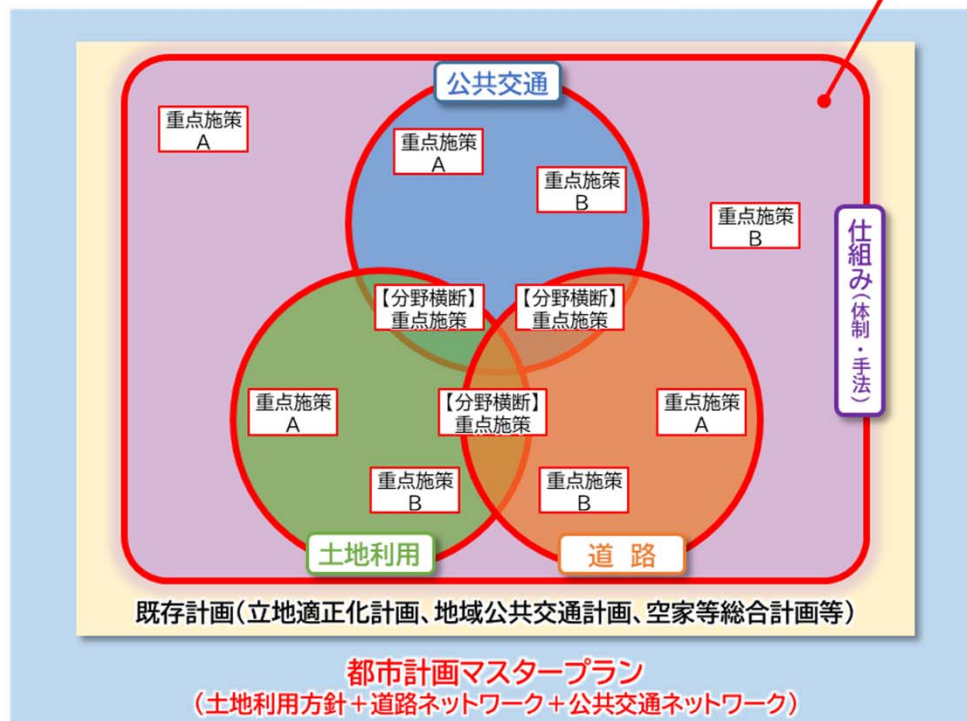 公共交通
重点施策
A
重点施策
A
重点施策
B
重点施策
B
仕組み（体制・手法）
【分野横断】
重点施策
【分野横断】
重点施策
重点施策
A
【分野横断】
重点施策
重点施策
A
重点施策
B
重点施策
B
土地利用
道 路
既存計画（立地適正化計画、地域公共交通計画、空家等総合計画等）
都市計画マスタープラン
（土地利用方針＋道路ネットワーク＋公共交通ネットワーク）